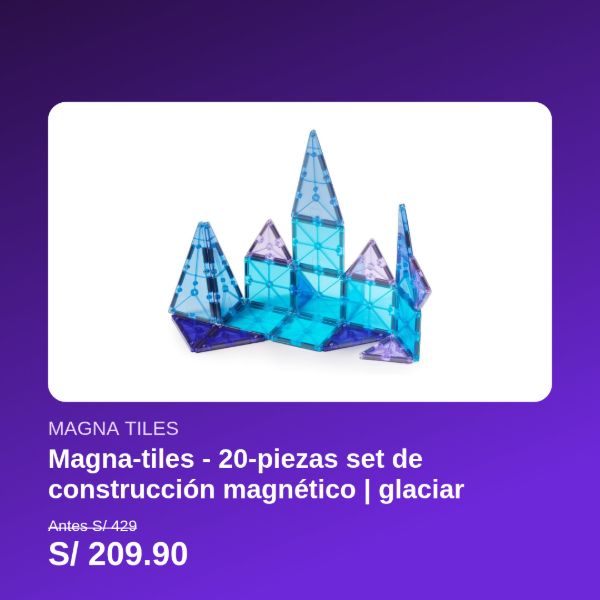 MAGNA TILES
Magna-tiles - 20-piezas set de
construcción magnético | glaciar
Antes S/ 429
S/ 209.90